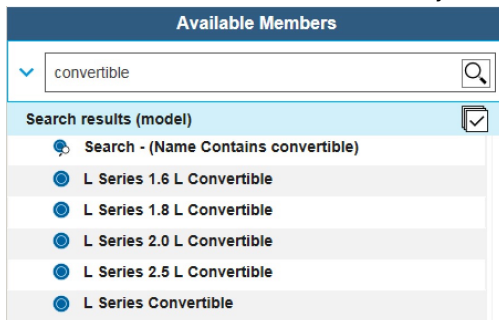 Available Members
convertible
Search results (model)
Search - (Name Contains convertible)
L Series 1.6 L Convertible
L Series 1.8 L Convertible
L Series 2.0 L Convertible
L Series 2.5 L Convertible
L Series Convertible